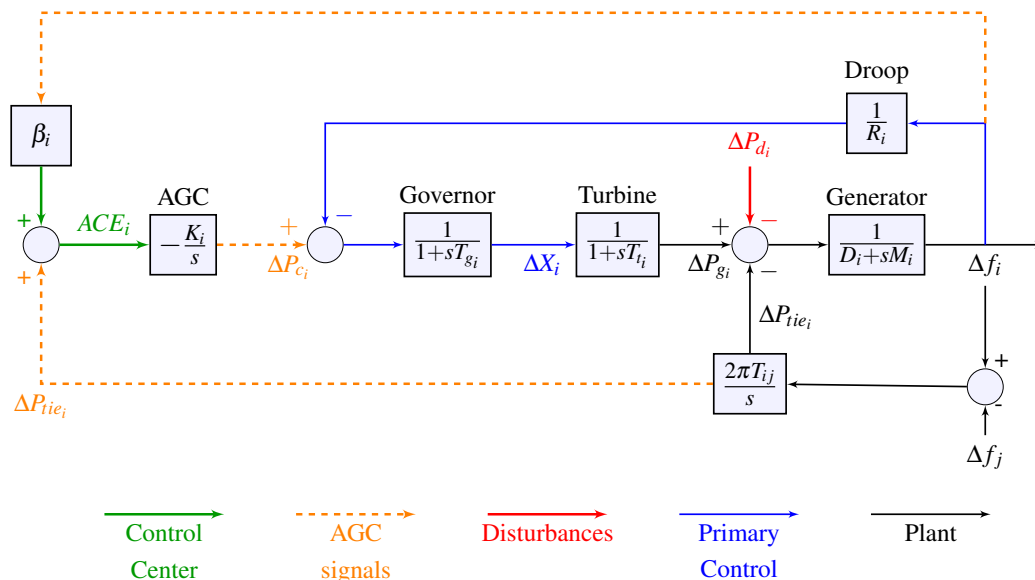 Droop
1/R_i
β_i
ΔP_{d_i}
+
ACE_i
AGC
−K_i/s
+
ΔP_{c_i}
−
Governor
1/(1+sT_{g_i})
ΔX_i
Turbine
1/(1+sT_{t_i})
+
ΔP_{g_i}
−
−
Generator
1/(D_i+sM_i)
Δf_i
+
ΔP_{tie_i}
ΔP_{tie_i}
2πT_{ij}/s
+
-
Δf_j
Control
Center
AGC
signals
Disturbances
Primary
Control
Plant